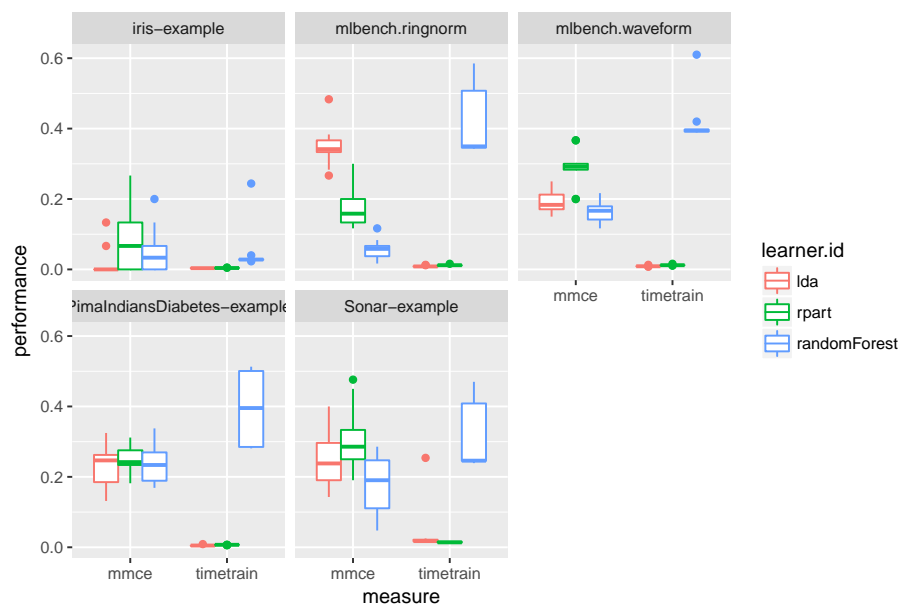 iris−example
mlbench.ringnorm
mlbench.waveform
0.6
0.4
0.2
0.0
mmce
timetrain
PimaIndiansDiabetes−example
Sonar−example
0.6
0.4
0.2
0.0
mmce
timetrain
mmce
timetrain
performance
measure
learner.id
lda
rpart
randomForest